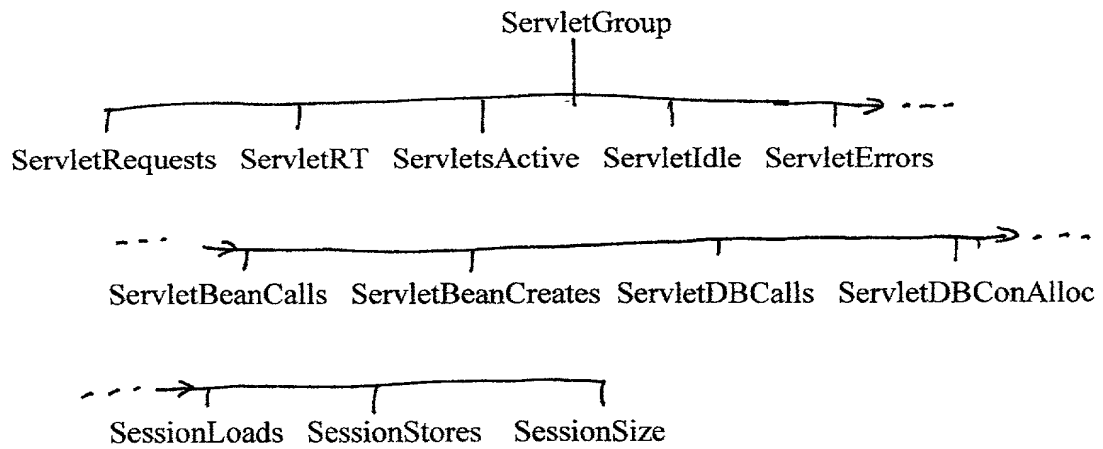 ServletGroup
ServletRequests ServletRT ServletsActive ServletIdle ServletErrors
ServletBeanCalls ServletBeanCreates ServletDBCalls ServletDBConAlloc
SessionLoads SessionStores SessionSize